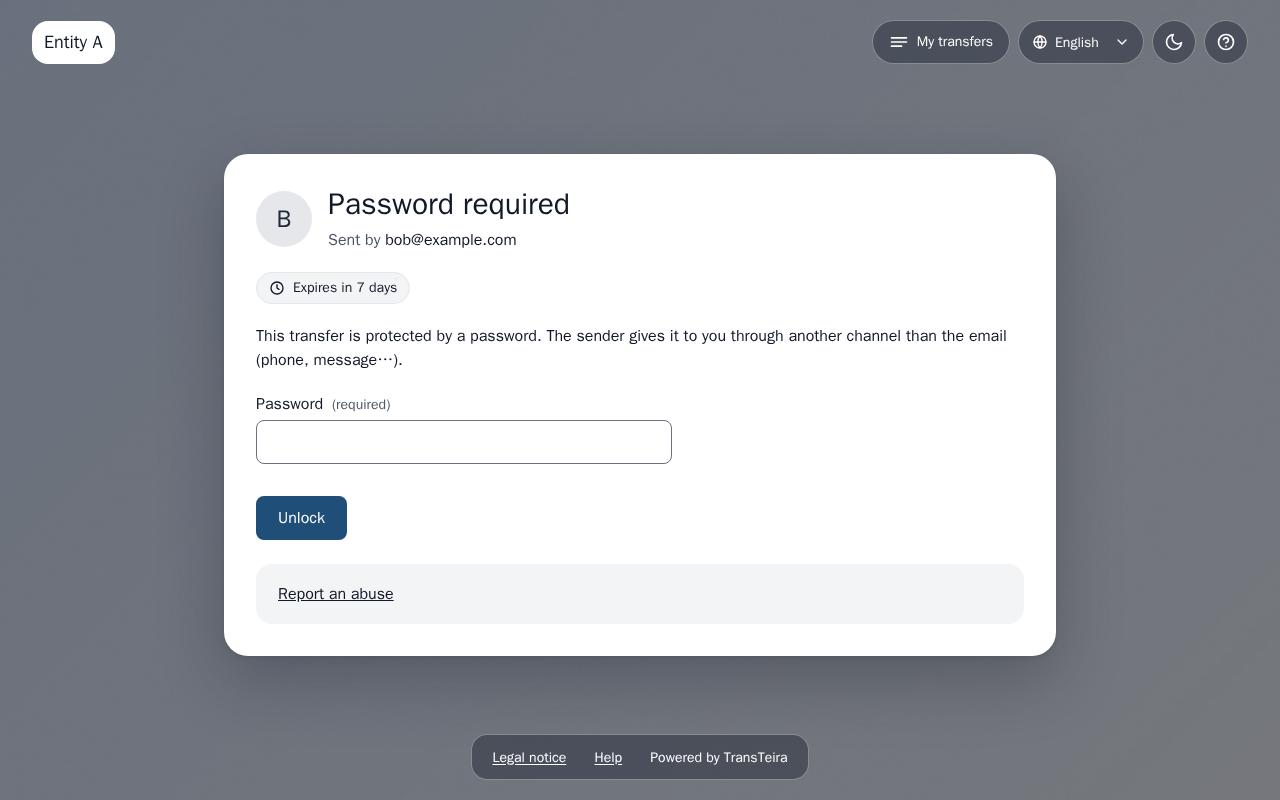 Entity A
My transfers
English
B
Password required
Sent by bob@example.com
Expires in 7 days
This transfer is protected by a password. The sender gives it to you through another channel than the email
(phone, message…).
Password (required)
Unlock
Report an abuse
Legal notice
Help
Powered by TransTeira